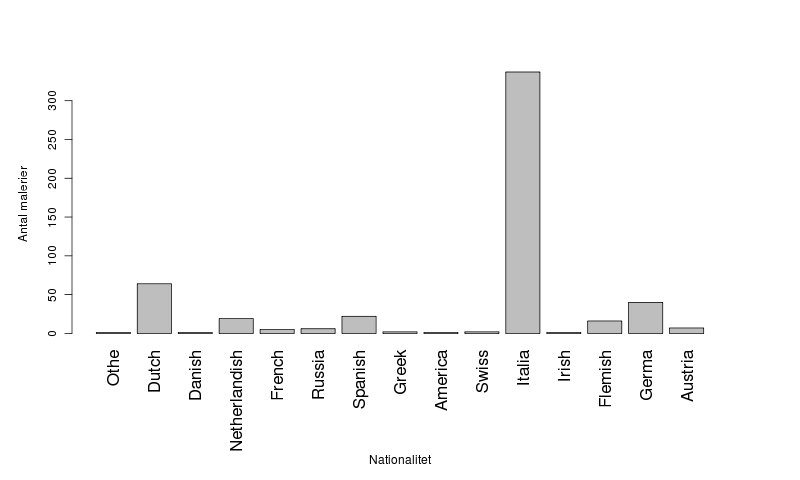 Antal malerier
300
250
200
150
100
50
0
Othe
Dutch
Danish
Netherlandish
French
Russia
Spanish
Greek
America
Swiss
Italia
Irish
Flemish
Germa
Austria
Nationalitet